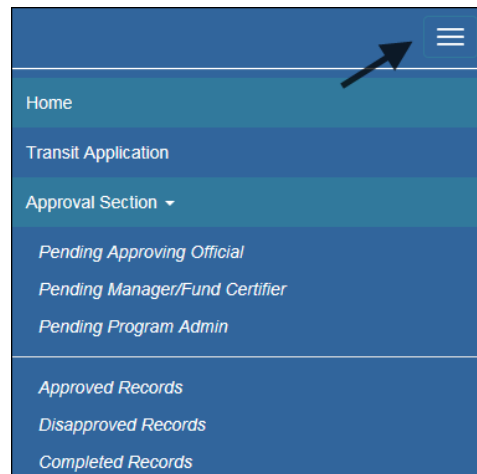 Home
Transit Application
Approval Section
Pending Approving Official
Pending Manager/Fund Certifier
Pending Program Admin
Approved Records
Disapproved Records
Completed Records